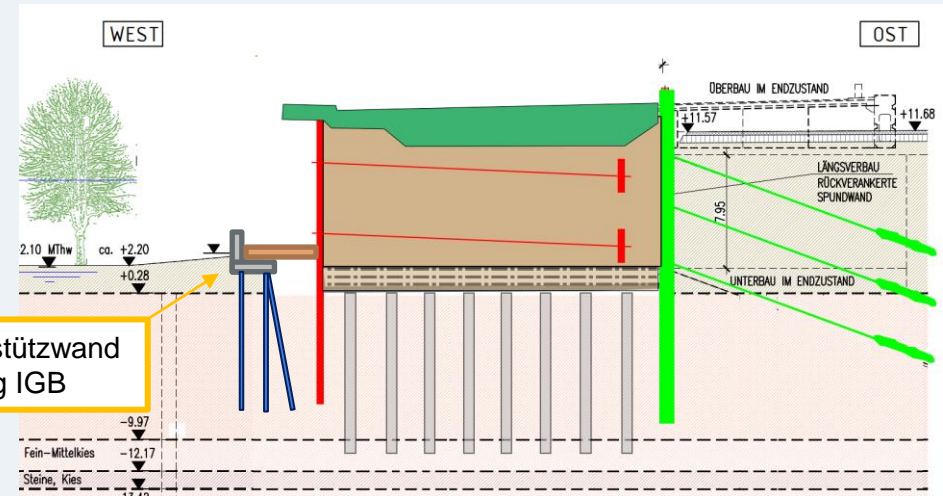 WEST
OST
ÜBERBAU IM ENDZUSTAND
+11.57
+11.68
LÄNGSVERBAU
RÜCKVERANKERTE
SPUNDWAND
7.95
2.10 MThw
ca. +2.20
+0.28
UNTERBAU IM ENDZUSTAND
stützwand
g IGB
-9.97
Fein-Mittelkies
-12.17
Steine, Kies